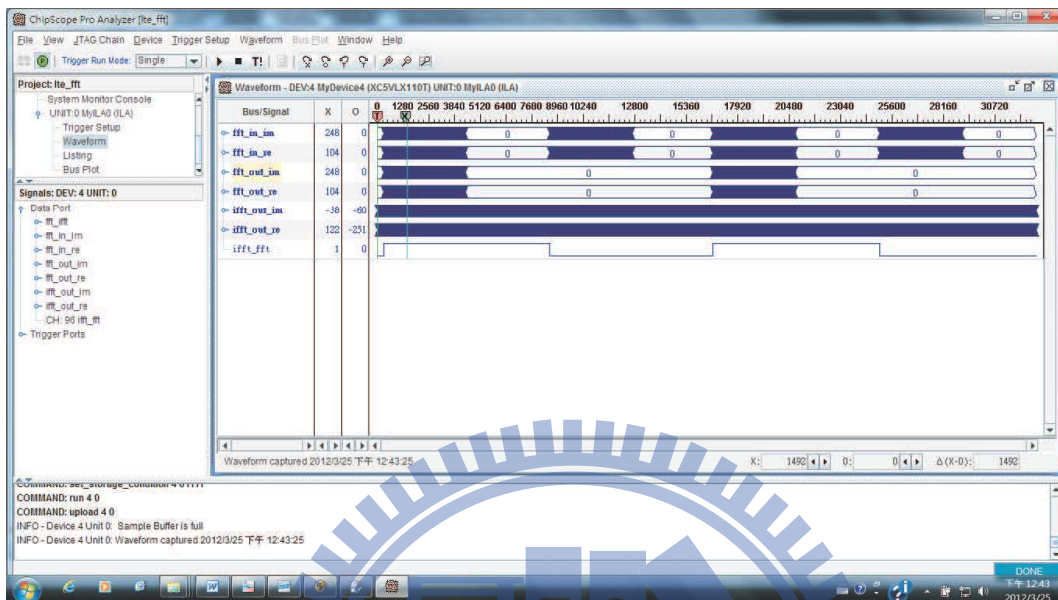 ChipScope Pro Analyzer [lte_fft]
File View JTAG Chain Device Trigger Setup Waveform Bus Plot Window Help
Trigger Run Mode: Single T!
Project: lte_fft
System Monitor Console
UNIT:0 MyILA0 (ILA)
Trigger Setup
Waveform
Listing
Bus Plot
Signals: DEV: 4 UNIT: 0
Data Port
fft_ifft
fft_in_im
fft_in_re
fft_out_im
fft_out_re
ifft_out_im
ifft_out_re
CH: 96 ifft_fft
Trigger Ports
Waveform - DEV:4 MyDevice4 (XC5VLX110T) UNIT:0 MyILA0 (ILA)
Bus/Signal X O 0 1280 2560 3840 5120 6400 7680 8960 10240 12800 15360 17920 20480 23040 25600 28160 30720
T X
fft_in_im 248 0 0 0 0 0
fft_in_re 104 0 0 0 0 0
fft_out_im 248 0 0 0
fft_out_re 104 0 0 0
ifft_out_im -38 -60
ifft_out_re 122 -251
ifft_fft 1 0
Waveform captured 2012/3/25 下午 12:43:25 X: 1492 O: 0 Δ(X-O): 1492
COMMAND: set_storage_condition 4 0 FFFF
COMMAND: run 4 0
COMMAND: upload 4 0
INFO - Device 4 Unit 0: Sample Buffer is full
INFO - Device 4 Unit 0: Waveform captured 2012/3/25 下午 12:43:25
DONE
下午 12:43
2012/3/25